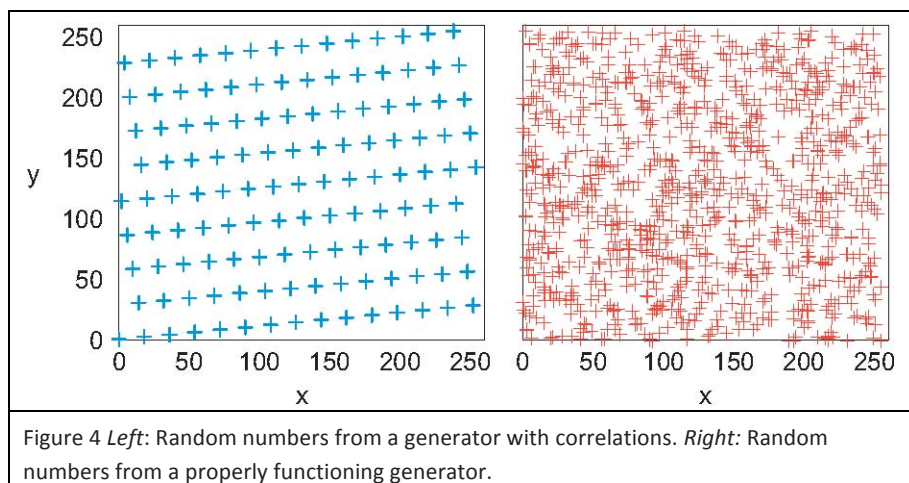 250
200
150
y
100
50
0
0 50 100 150 200 250
x
0 50 100 150 200 250
x
Figure 4 Left: Random numbers from a generator with correlations. Right: Random
numbers from a properly functioning generator.